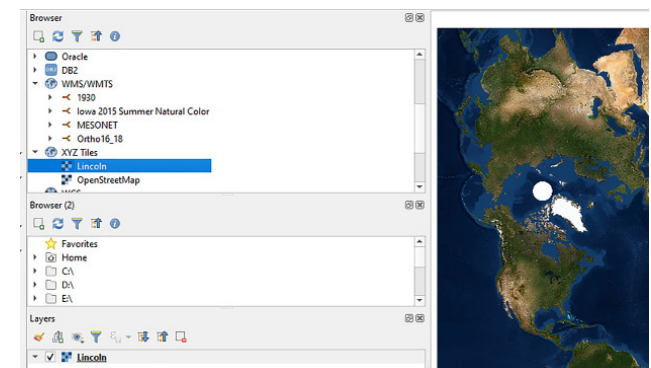 Browser
Oracle
DB2
WMS/WMTS
1930
Iowa 2015 Summer Natural Color
MESONET
Ortho16_18
XYZ Tiles
Lincoln
OpenStreetMap
Browser (2)
Favorites
Home
C:\
D:\
E:\
Layers
Lincoln